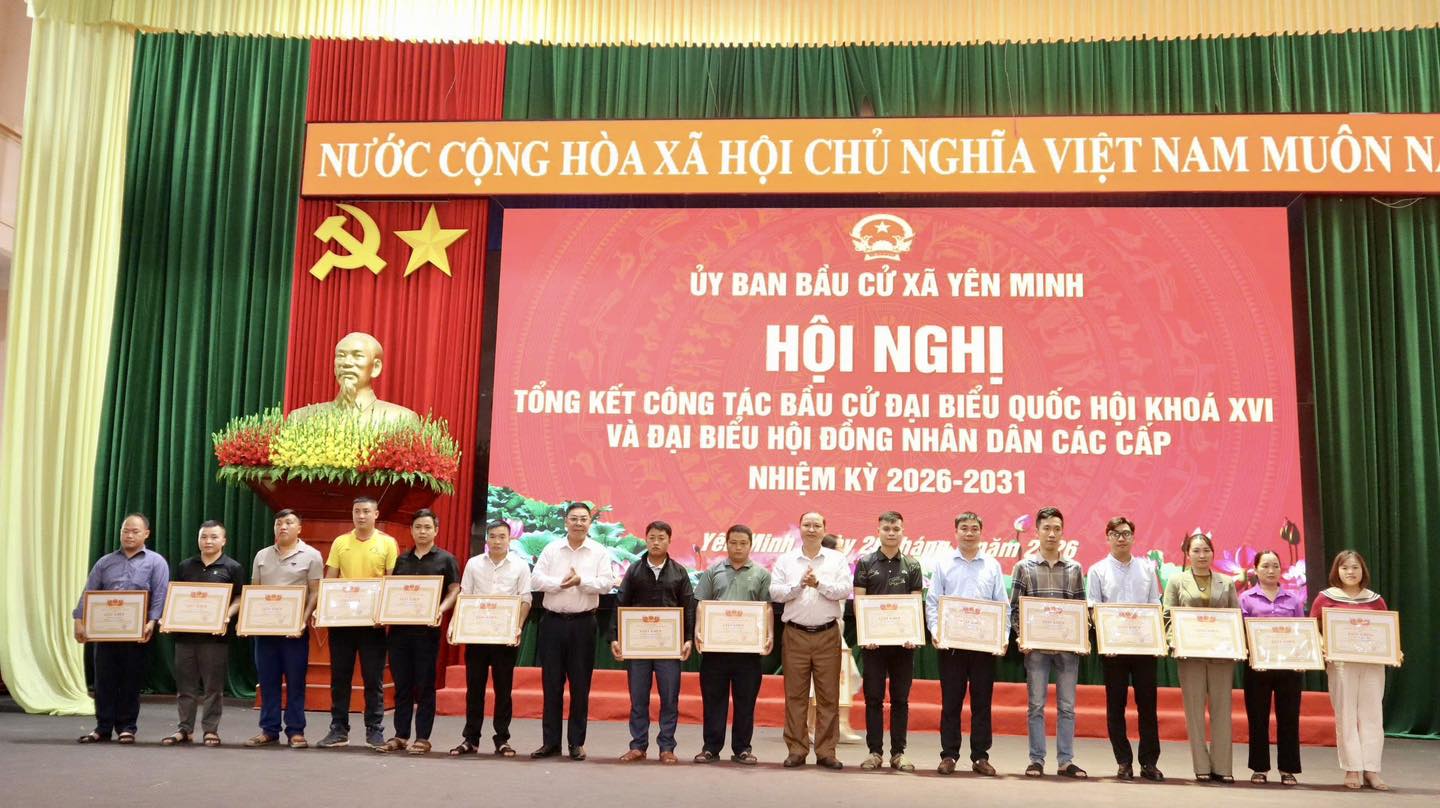 NƯỚC CỘNG HÒA XÃ HỘI CHỦ NGHĨA VIỆT NAM MUÔN
ỦY BAN BẦU CỬ XÃ YÊN MINH
HỘI NGHỊ
TỔNG KẾT CÔNG TÁC BẦU CỬ ĐẠI BIỂU QUỐC HỘI KHOÁ XVI
VÀ ĐẠI BIỂU HỘI ĐỒNG NHÂN DÂN CÁC CẤP
NHIỆM KỲ 2026-2031
Yên Minh